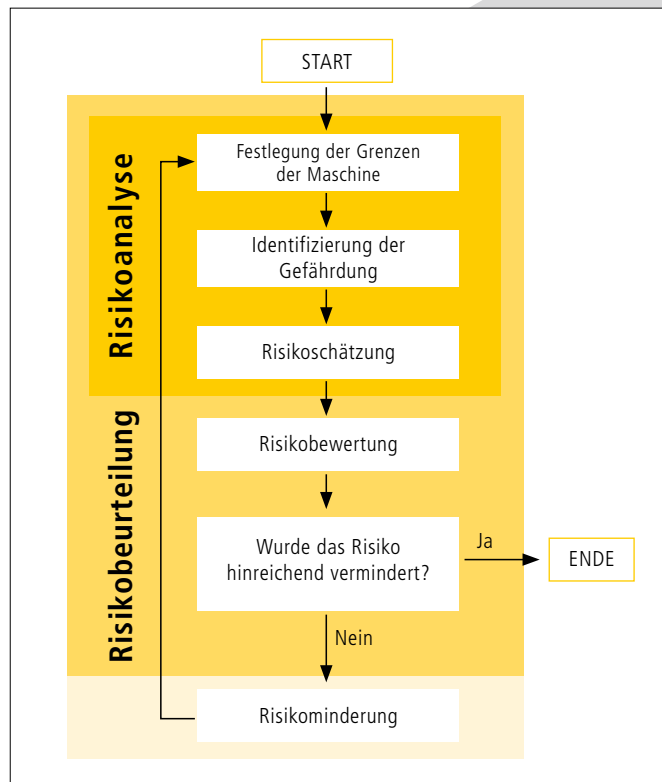 START
Risikoanalyse
Festlegung der Grenzen
der Maschine
Identifizierung der
Gefährdung
Risikoschätzung
Risikobeurteilung
Risikobewertung
Wurde das Risiko
hinreichend vermindert?
Ja
ENDE
Nein
Risikominderung